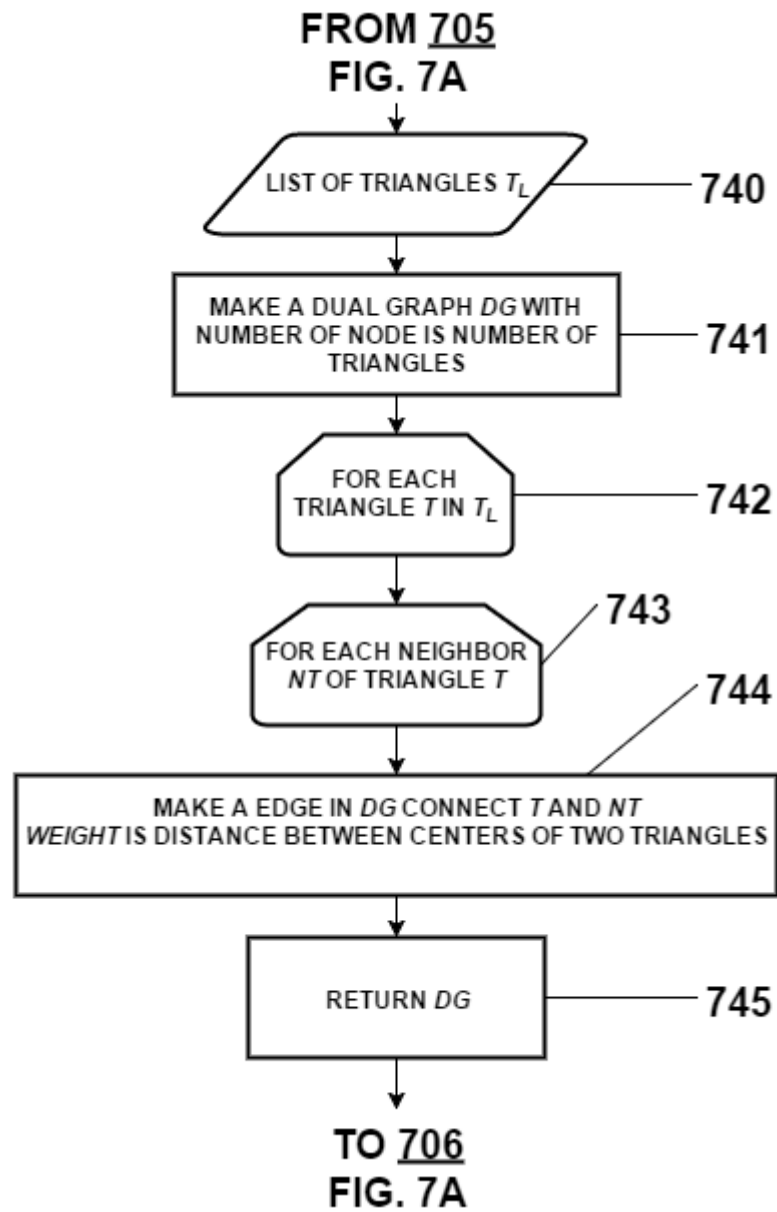 FROM 705
FIG. 7A
LIST OF TRIANGLES T_L
740
MAKE A DUAL GRAPH DG WITH
NUMBER OF NODE IS NUMBER OF
TRIANGLES
741
FOR EACH
TRIANGLE T IN T_L
742
FOR EACH NEIGHBOR
NT OF TRIANGLE T
743
744
MAKE A EDGE IN DG CONNECT T AND NT
WEIGHT IS DISTANCE BETWEEN CENTERS OF TWO TRIANGLES
RETURN DG
745
TO 706
FIG. 7A